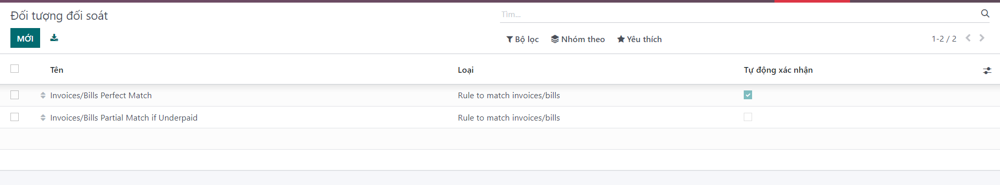 Đối tượng đối soát
Tìm...
MỚI
Bộ lọc Nhóm theo Yêu thích 1-2 / 2
Tên Loại Tự động xác nhận
Invoices/Bills Perfect Match Rule to match invoices/bills
Invoices/Bills Partial Match if Underpaid Rule to match invoices/bills